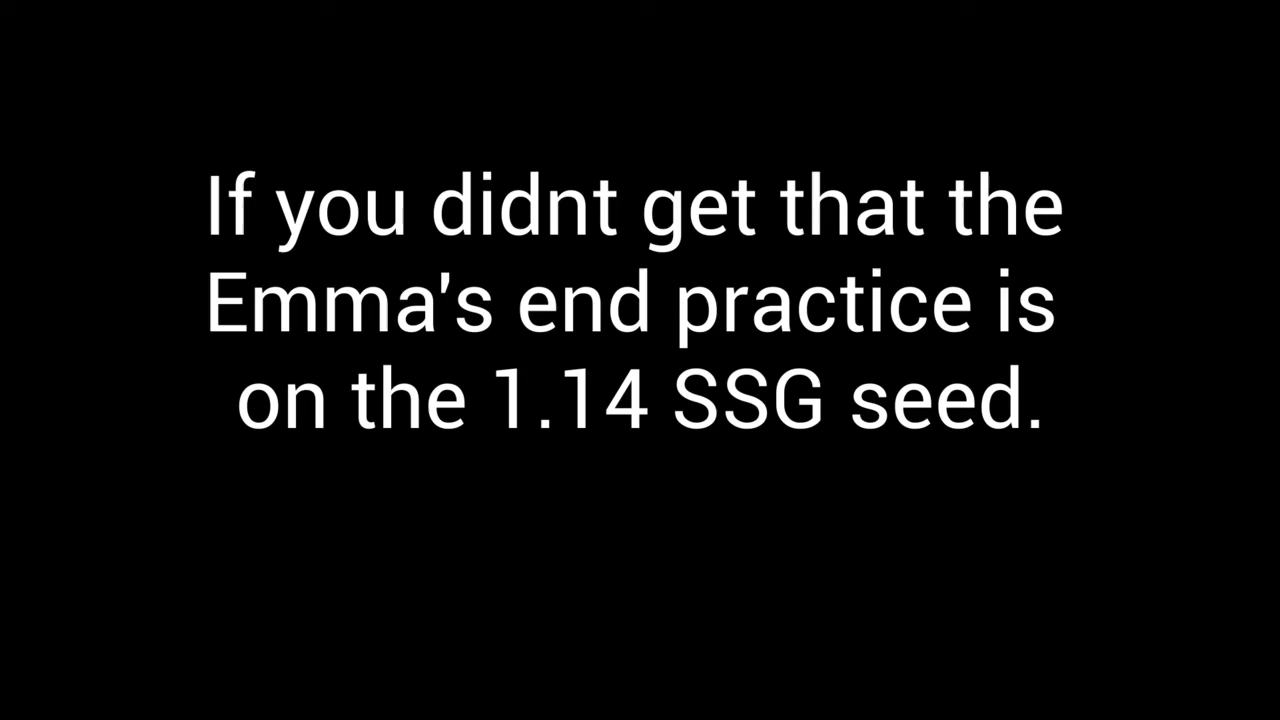 If you didnt get that the
Emma's end practice is
on the 1.14 SSG seed.